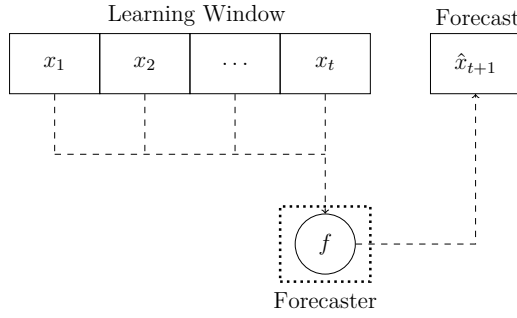 Learning Window Forecast
x₁ x₂ ... xₜ x̂ₜ₊₁
f
Forecaster